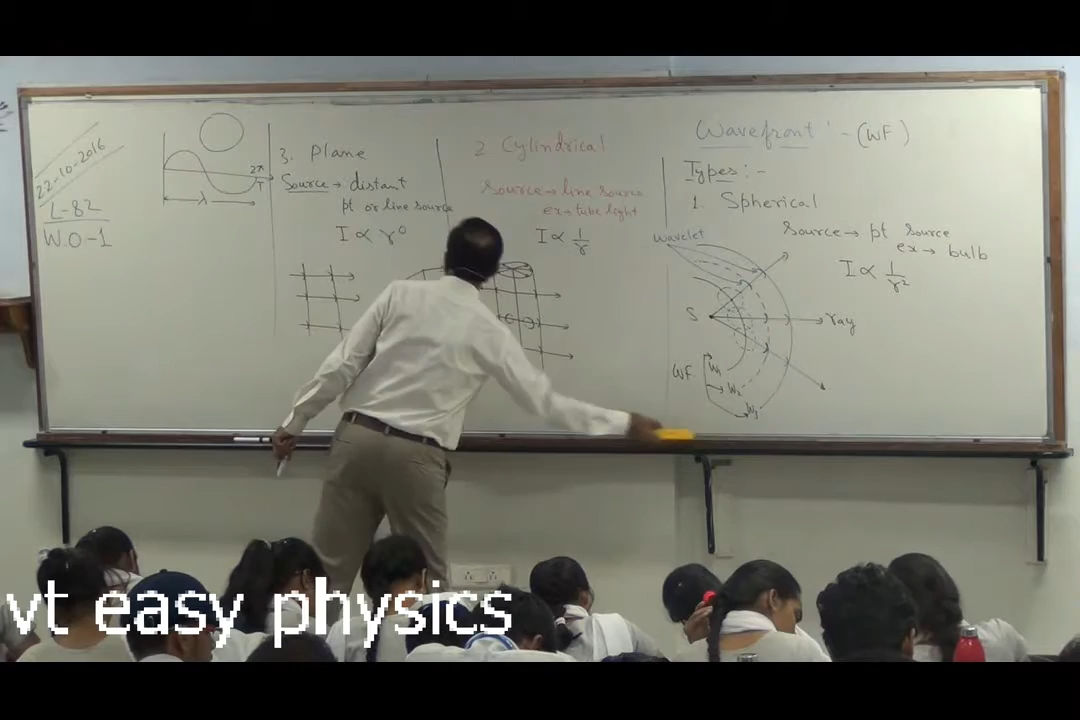 22-10-2016
L-82
W.O-1
λ
2π
T
3. Plane
Source → distant
pt or line source
I ∝ r⁰
2 Cylindrical
Source → line source
ex → tube light
I ∝ 1/r
Wavefront :- (WF)
Types :-
1. Spherical
Source → pt source
ex → bulb
I ∝ 1/r²
Wavelet
S
ray
WF
W₁
W₂
W₃
vt easy physics